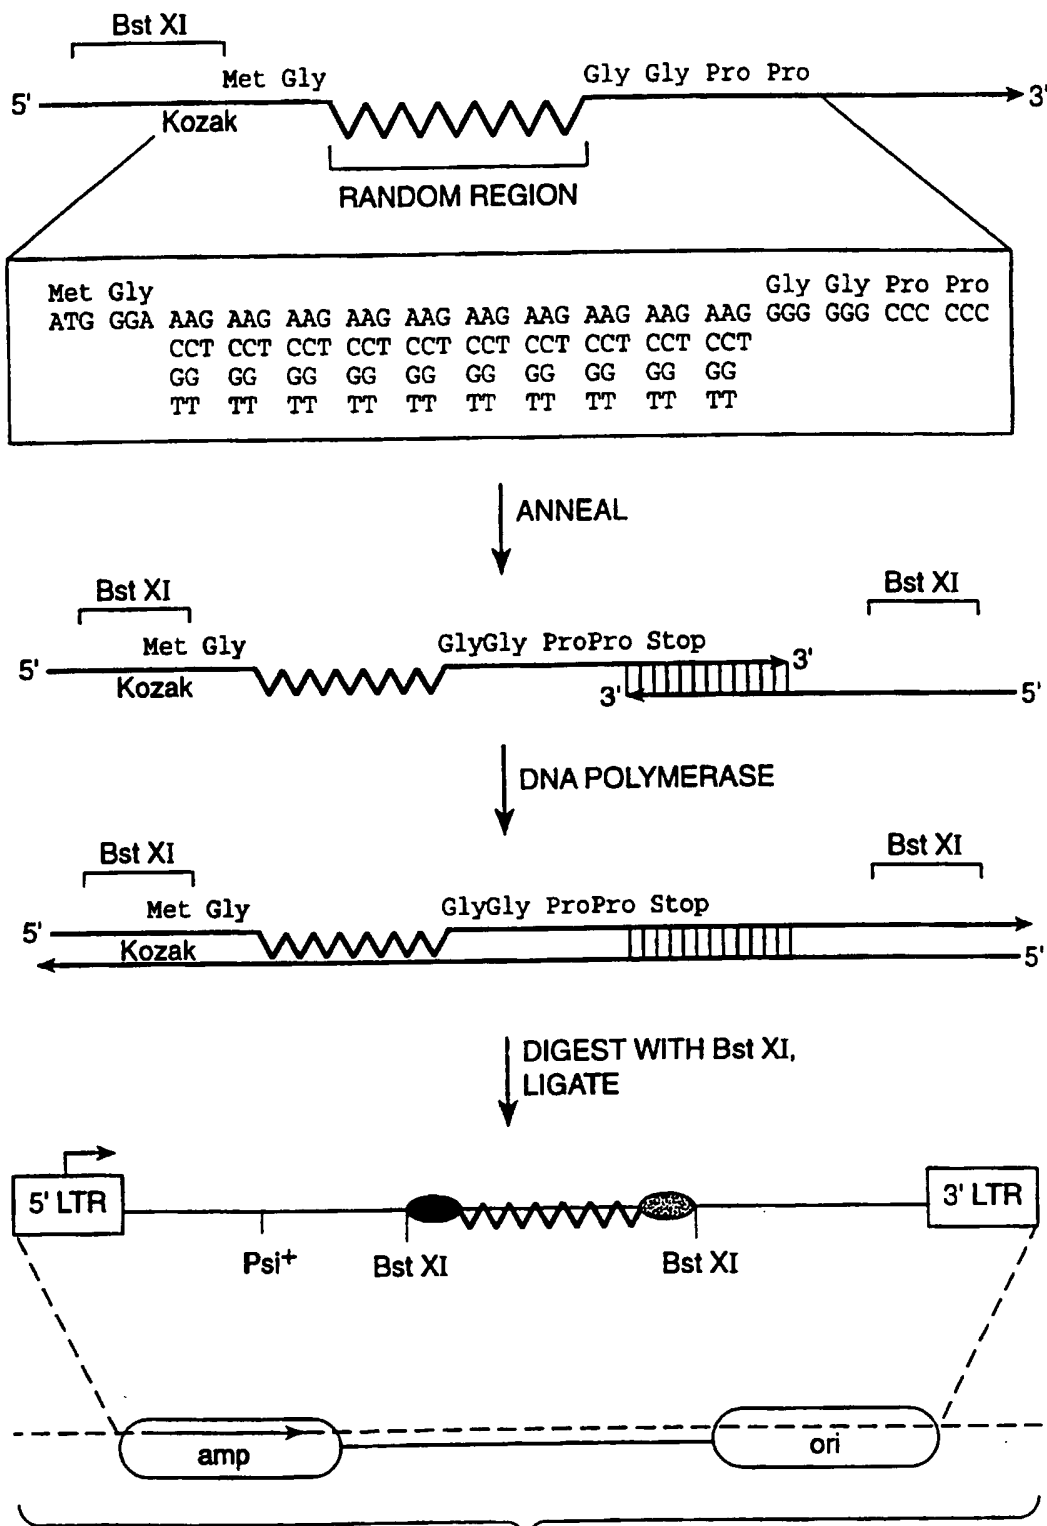 Bst XI
Met Gly
Gly Gly Pro Pro
5'
3'
Kozak
RANDOM REGION
Met Gly
Gly Gly Pro Pro
ATG GGA AAG AAG AAG AAG AAG AAG AAG AAG AAG AAG GGG GGG CCC CCC
CCT CCT CCT CCT CCT CCT CCT CCT CCT CCT
GG GG GG GG GG GG GG GG GG GG
TT TT TT TT TT TT TT TT TT TT
ANNEAL
Bst XI
Bst XI
Met Gly
GlyGly ProPro Stop
5'
3'
Kozak
3'
5'
DNA POLYMERASE
Bst XI
Bst XI
Met Gly
GlyGly ProPro Stop
5'
Kozak
5'
DIGEST WITH Bst XI,
LIGATE
5' LTR
3' LTR
Psi+
Bst XI
Bst XI
amp
ori